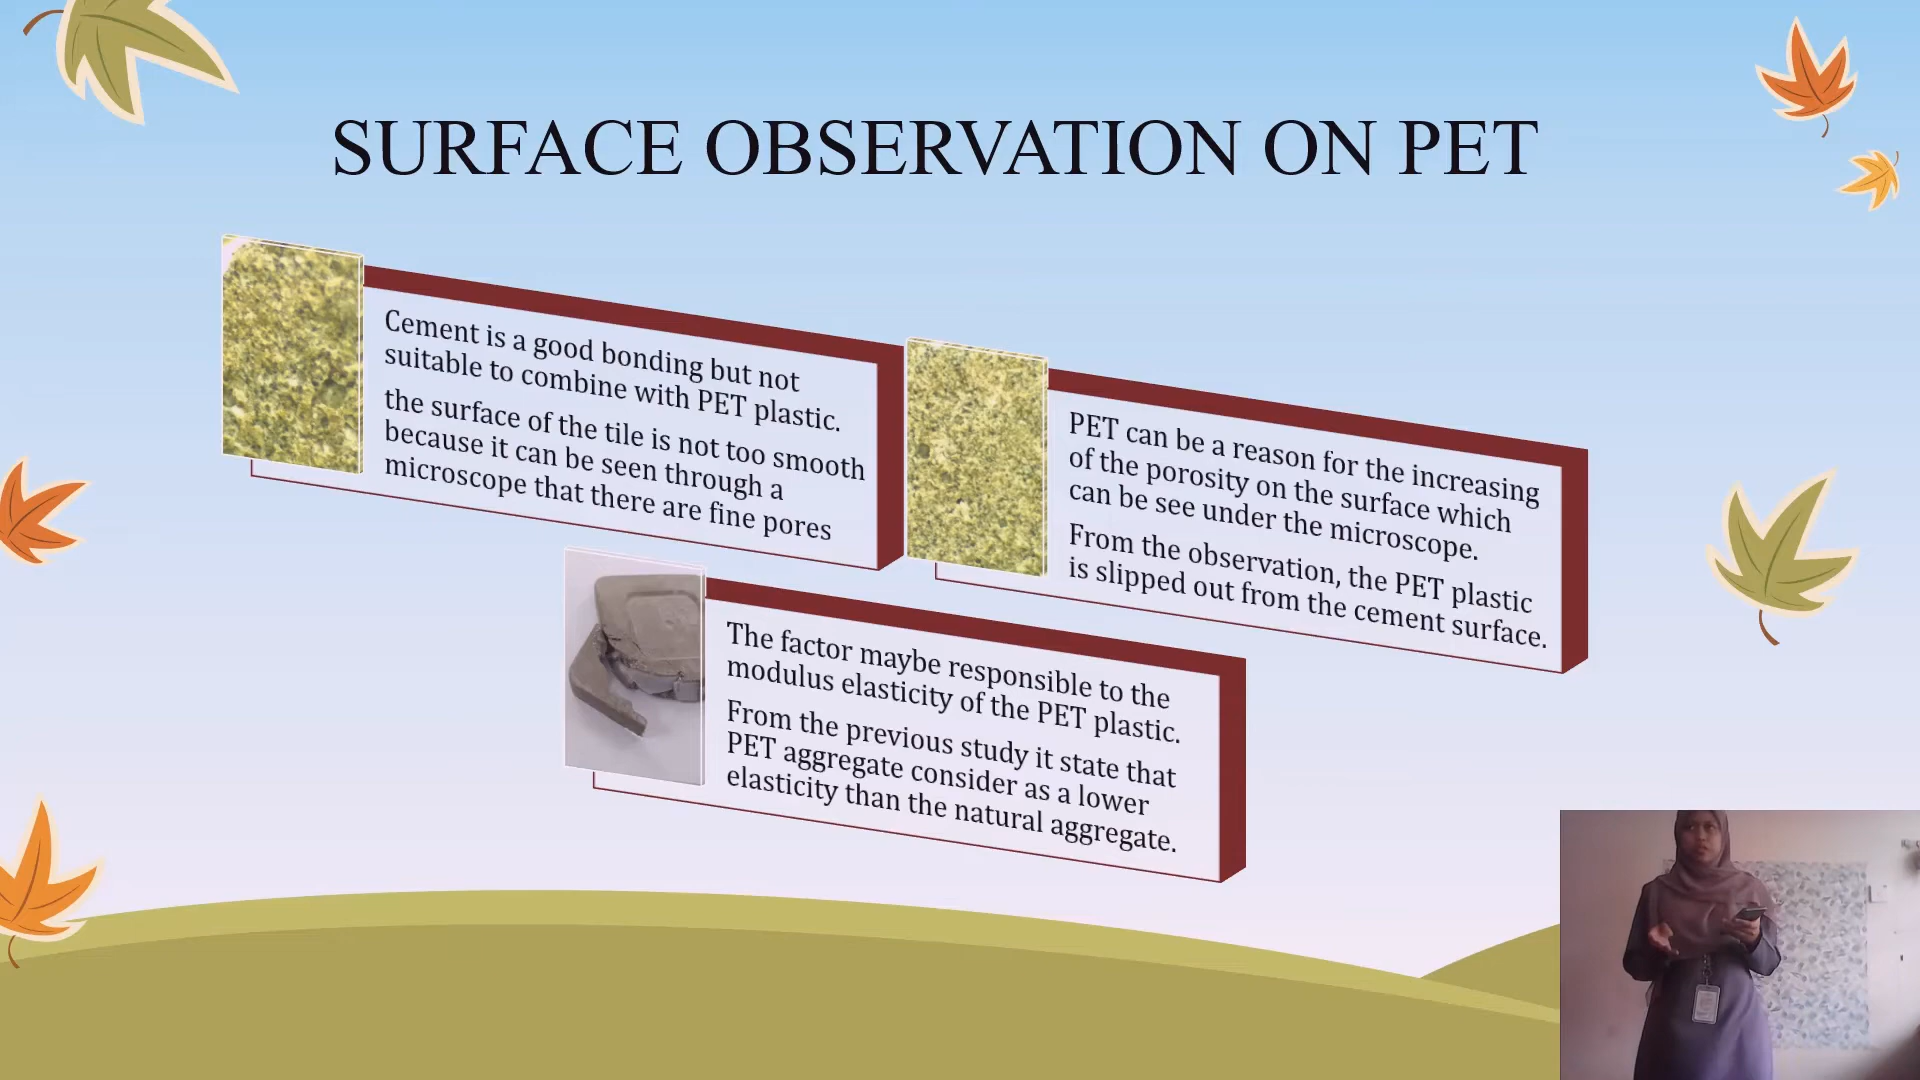 SURFACE OBSERVATION ON PET
Cement is a good bonding but not
suitable to combine with PET plastic.
the surface of the tile is not too smooth
because it can be seen through a
microscope that there are fine pores
PET can be a reason for the increasing
of the porosity on the surface which
can be see under the microscope.
From the observation, the PET plastic
is slipped out from the cement surface.
The factor maybe responsible to the
modulus elasticity of the PET plastic.
From the previous study it state that
PET aggregate consider as a lower
elasticity than the natural aggregate.